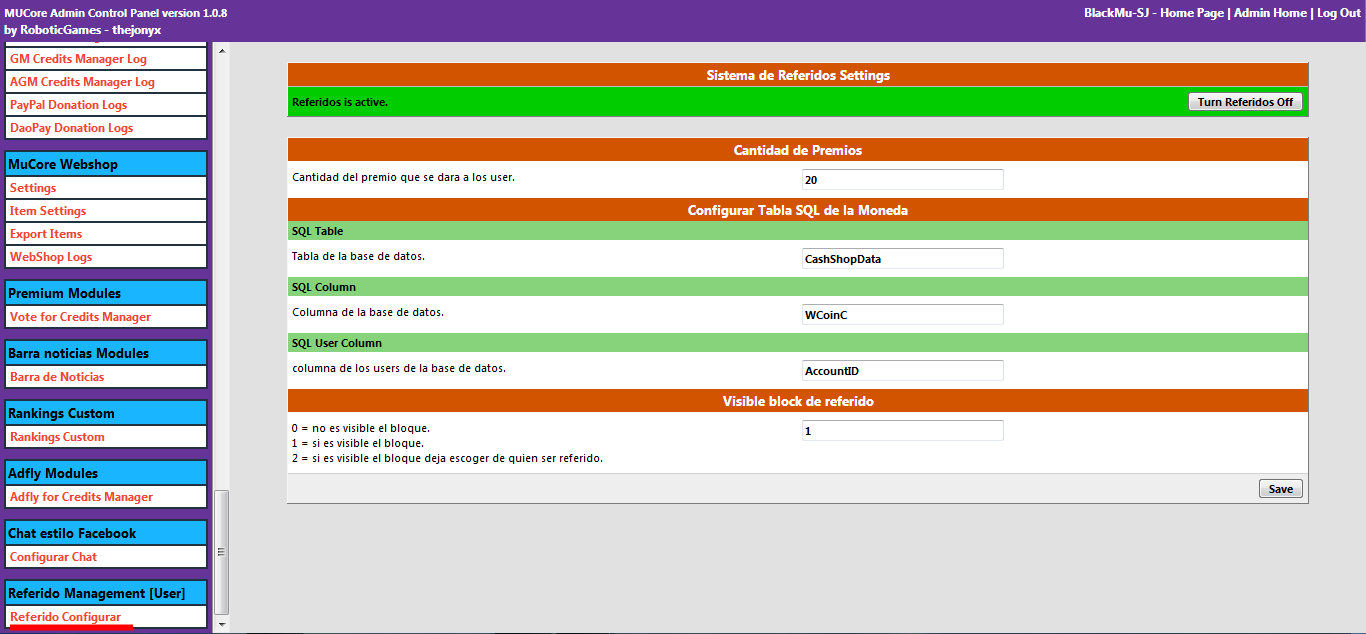 MUCore Admin Control Panel version 1.0.8
by RoboticGames - thejonyx
BlackMu-SJ - Home Page | Admin Home | Log Out
GM Credits Manager Log
AGM Credits Manager Log
PayPal Donation Logs
DaoPay Donation Logs
MuCore Webshop
Settings
Item Settings
Export Items
WebShop Logs
Premium Modules
Vote for Credits Manager
Barra noticias Modules
Barra de Noticias
Rankings Custom
Rankings Custom
Adfly Modules
Adfly for Credits Manager
Chat estilo Facebook
Configurar Chat
Referido Management [User]
Referido Configurar
Sistema de Referidos Settings
Referidos is active.
Turn Referidos Off
Cantidad de Premios
Cantidad del premio que se dara a los user.
20
Configurar Tabla SQL de la Moneda
SQL Table
Tabla de la base de datos.
CashShopData
SQL Column
Columna de la base de datos.
WCoinC
SQL User Column
columna de los users de la base de datos.
AccountID
Visible block de referido
0 = no es visible el bloque.
1 = si es visible el bloque.
2 = si es visible el bloque deja escoger de quien ser referido.
1
Save